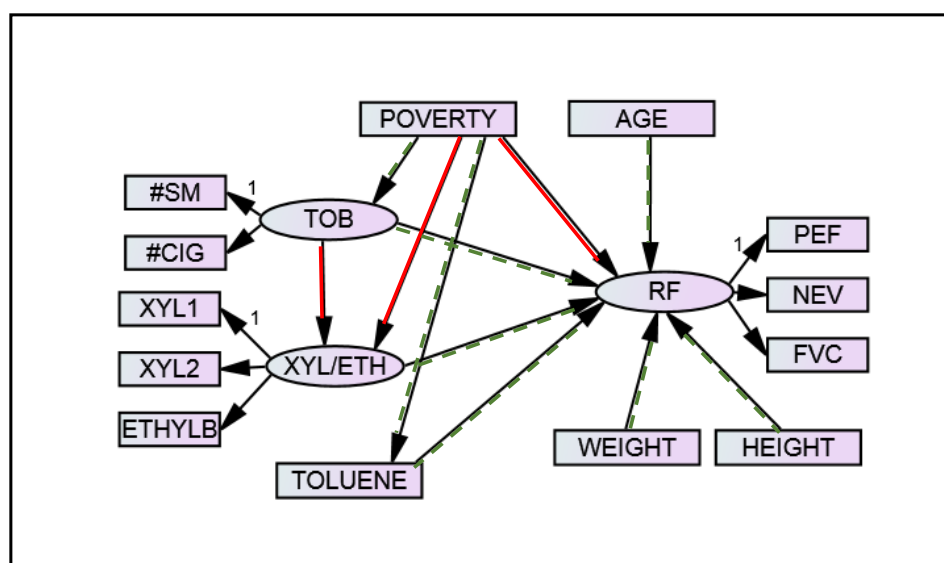 POVERTY
AGE
#SM
1
TOB
#CIG
PEF
1
RF
NEV
XYL1
1
FVC
XYL2
XYL/ETH
ETHYLB
WEIGHT
HEIGHT
TOLUENE